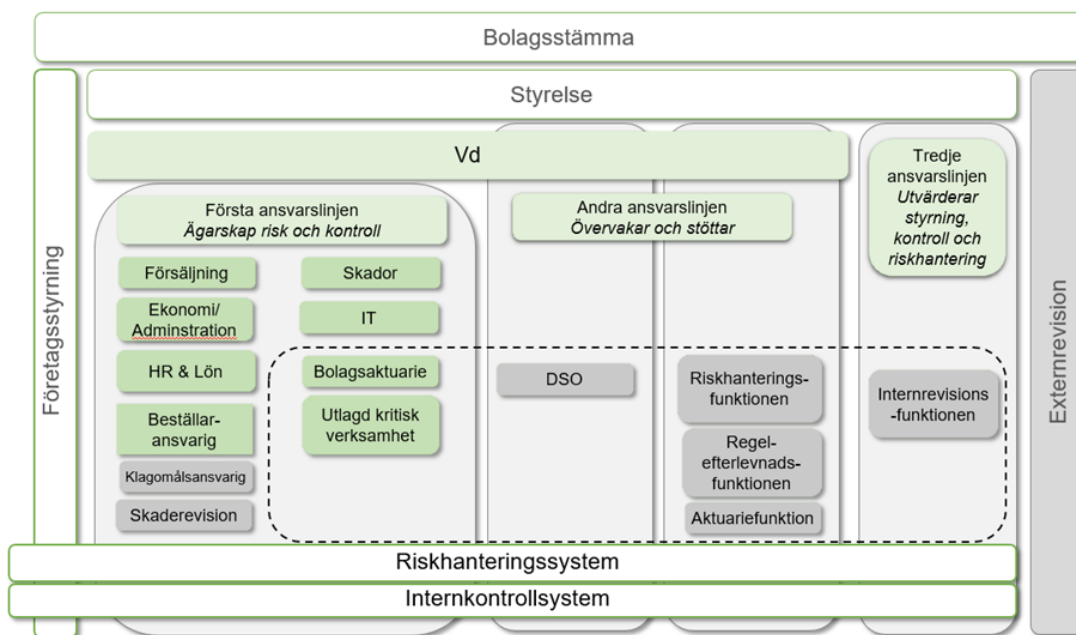 Bolagsstämma
Företagsstyrning
Styrelse
Externrevision
Vd
Första ansvarslinjen
Ägarskap risk och kontroll
Försäljning
Skador
Ekonomi/
Adminstration
IT
HR & Lön
Bolagsaktuarie
Beställar-
ansvarig
Utlagd kritisk
verksamhet
Klagomålsansvarig
Skaderevision
Andra ansvarslinjen
Övervakar och stöttar
DSO
Riskhanterings-
funktionen
Regel-
efterlevnads-
funktionen
Aktuariefunktion
Tredje
ansvarslinjen
Utvärderar
styrning,
kontroll och
riskhantering
Internrevisions
-funktionen
Riskhanteringssystem
Internkontrollsystem